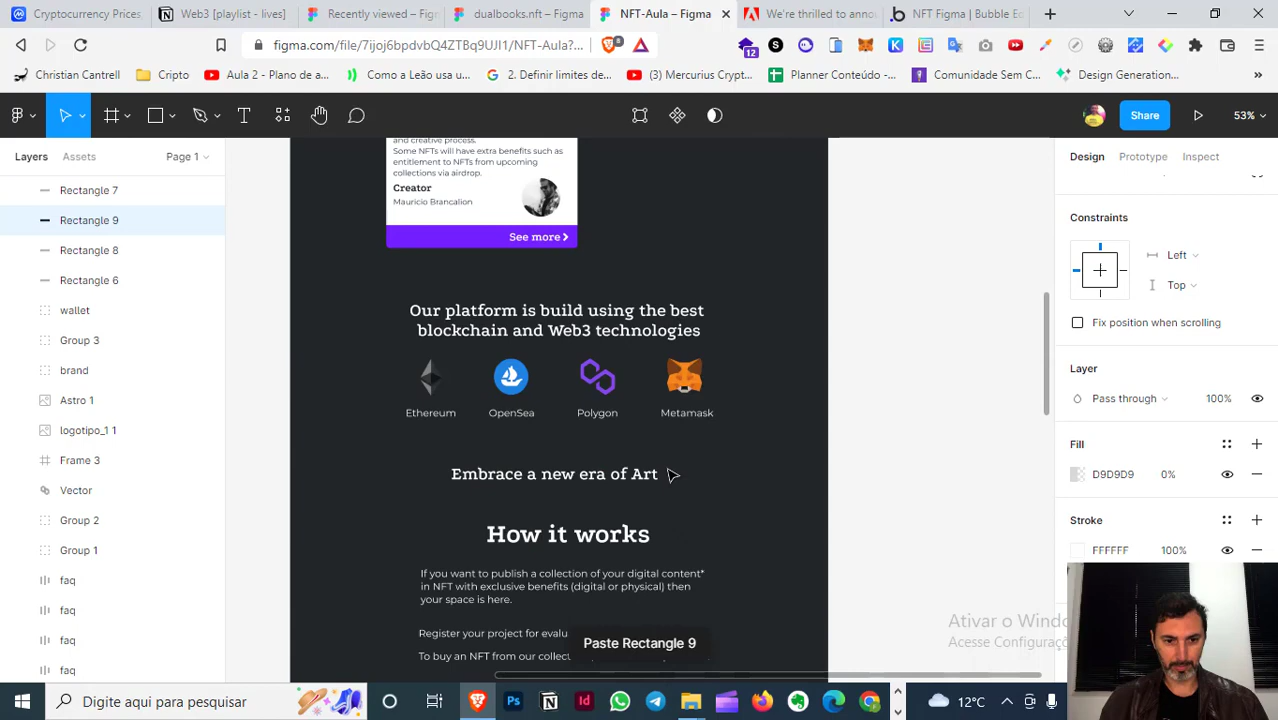 Cryptomus
Web3 [playlist - lives]
Recently viewed – Fig
dualbooks.nft – Figma
NFT-Aula – Figma
We're thrilled to annou
NFT Figma | Bubble Ec
figma.com/file/7ijoj6bpdvbQ4ZTBq9UJI1/NFT-Aula?...
8
12
Christian Cantrell
Cripto
Aula 2 - Plano de a...
Como a Leão usa u...
2. Definir limites de...
(3) Mercurius Crypt...
Planner Conteúdo -...
Comunidade Sem C...
Design Generation...
Share
53%
Layers
Assets
Page 1
Design
Prototype
Inspect
Rectangle 7
Rectangle 9
Rectangle 8
Rectangle 6
wallet
Group 3
brand
Astro 1
logotipo_1 1
Frame 3
Vector
Group 2
Group 1
faq
faq
faq
faq
and creative process.
Some NFTs will have extra benefits such as
entitlement to NFTs from upcoming
collections via airdrop.
Creator
Mauricio Brancalion
See more
Our platform is build using the best
blockchain and Web3 technologies
Ethereum
OpenSea
Polygon
Metamask
Embrace a new era of Art
How it works
If you want to publish a collection of your digital content*
in NFT with exclusive benefits (digital or physical) then
your space is here.
Register your project for evalu
To buy an NFT from our collec
Paste Rectangle 9
Constraints
Left
Top
Fix position when scrolling
Layer
Pass through
100%
Fill
D9D9D9
0%
Stroke
FFFFFF
100%
Ativar o Windo
Acesse Configuraçõ
Digite aqui para pesquisar
12°C